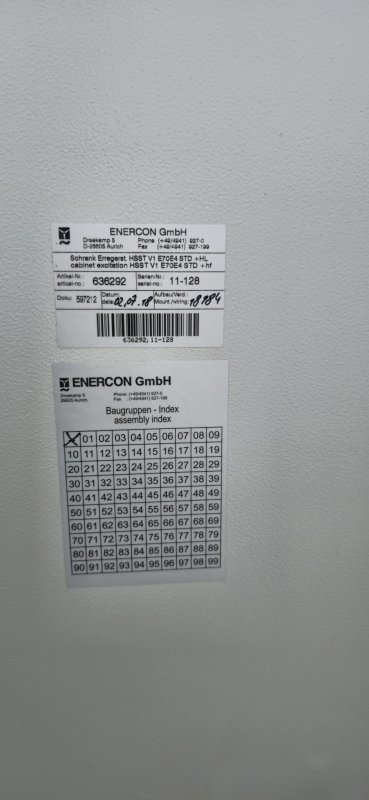 ENERCON GmbH
Dreekamp 5 Phone (+49/4941) 927-0
D-26605 Aurich Fax (+49/4941) 927-199
Schrank Erregerst. HSST V1 E70E4 STD +HL
cabinet excitation HSST V1 E70E4 STD +hf
Artikel-Nr.: 636292 Serien-Nr.: 11-128
articel-no.: serial-no.:
Doku: 597212 Datum: 02.07.18 Aufbau/Verd.: 18184
date: Mount./wiring:
636292;11-128
ENERCON GmbH
Dreekamp 5 Phone: (+49/4941) 927-0
26605 Aurich, Fax (+49/4941) 927-199
Baugruppen - Index
assembly index
01 02 03 04 05 06 07 08 09
10 11 12 13 14 15 16 17 18 19
20 21 22 23 24 25 26 27 28 29
30 31 32 33 34 35 36 37 38 39
40 41 42 43 44 45 46 47 48 49
50 51 52 53 54 55 56 57 58 59
60 61 62 63 64 65 66 67 68 69
70 71 72 73 74 75 76 77 78 79
80 81 82 83 84 85 86 87 88 89
90 91 92 93 94 95 96 97 98 99